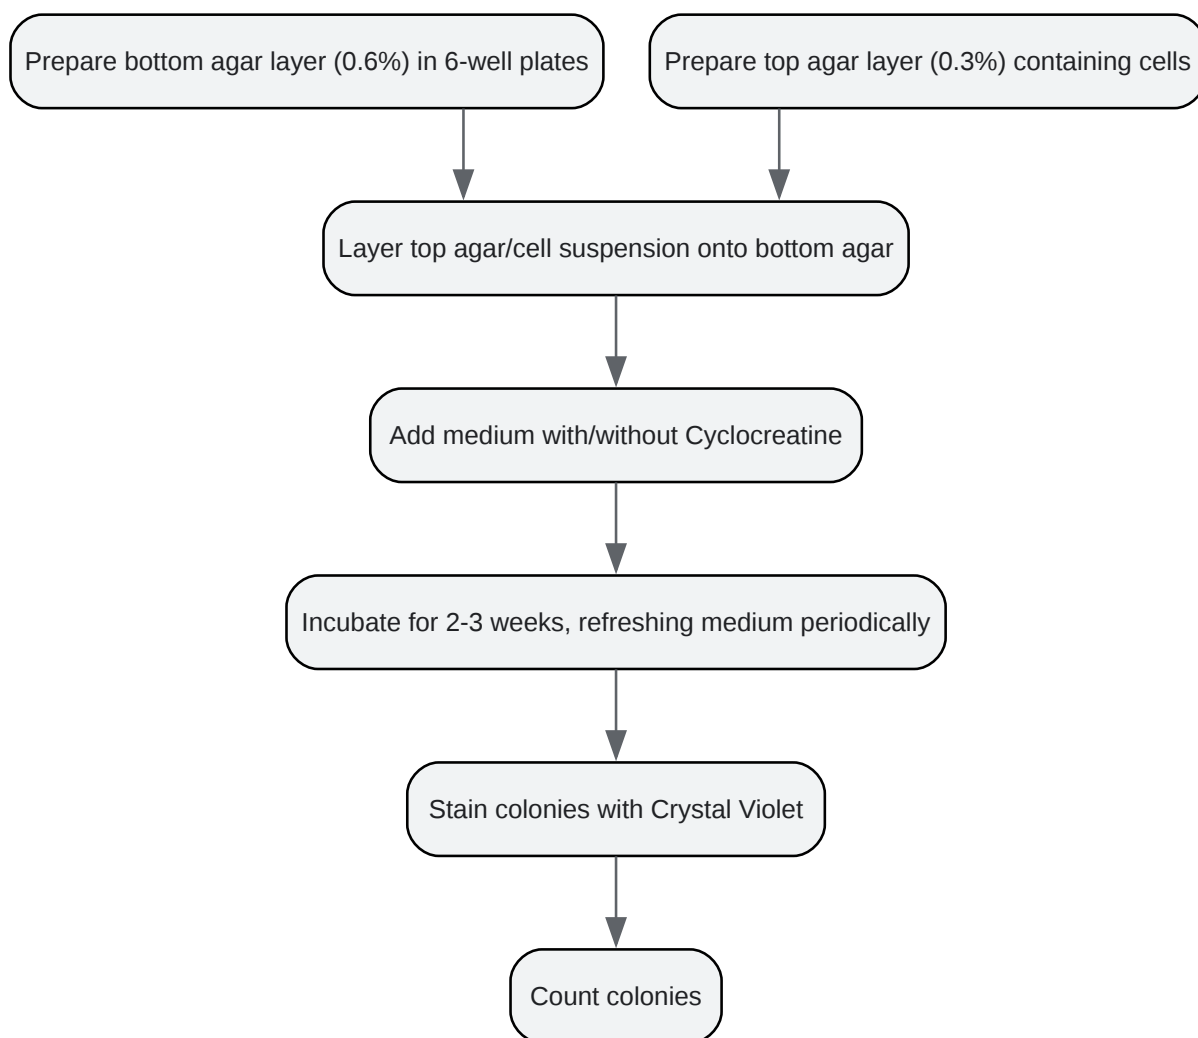 Prepare bottom agar layer (0.6%) in 6-well plates
Prepare top agar layer (0.3%) containing cells
Layer top agar/cell suspension onto bottom agar
Add medium with/without Cyclocreatine
Incubate for 2-3 weeks, refreshing medium periodically
Stain colonies with Crystal Violet
Count colonies